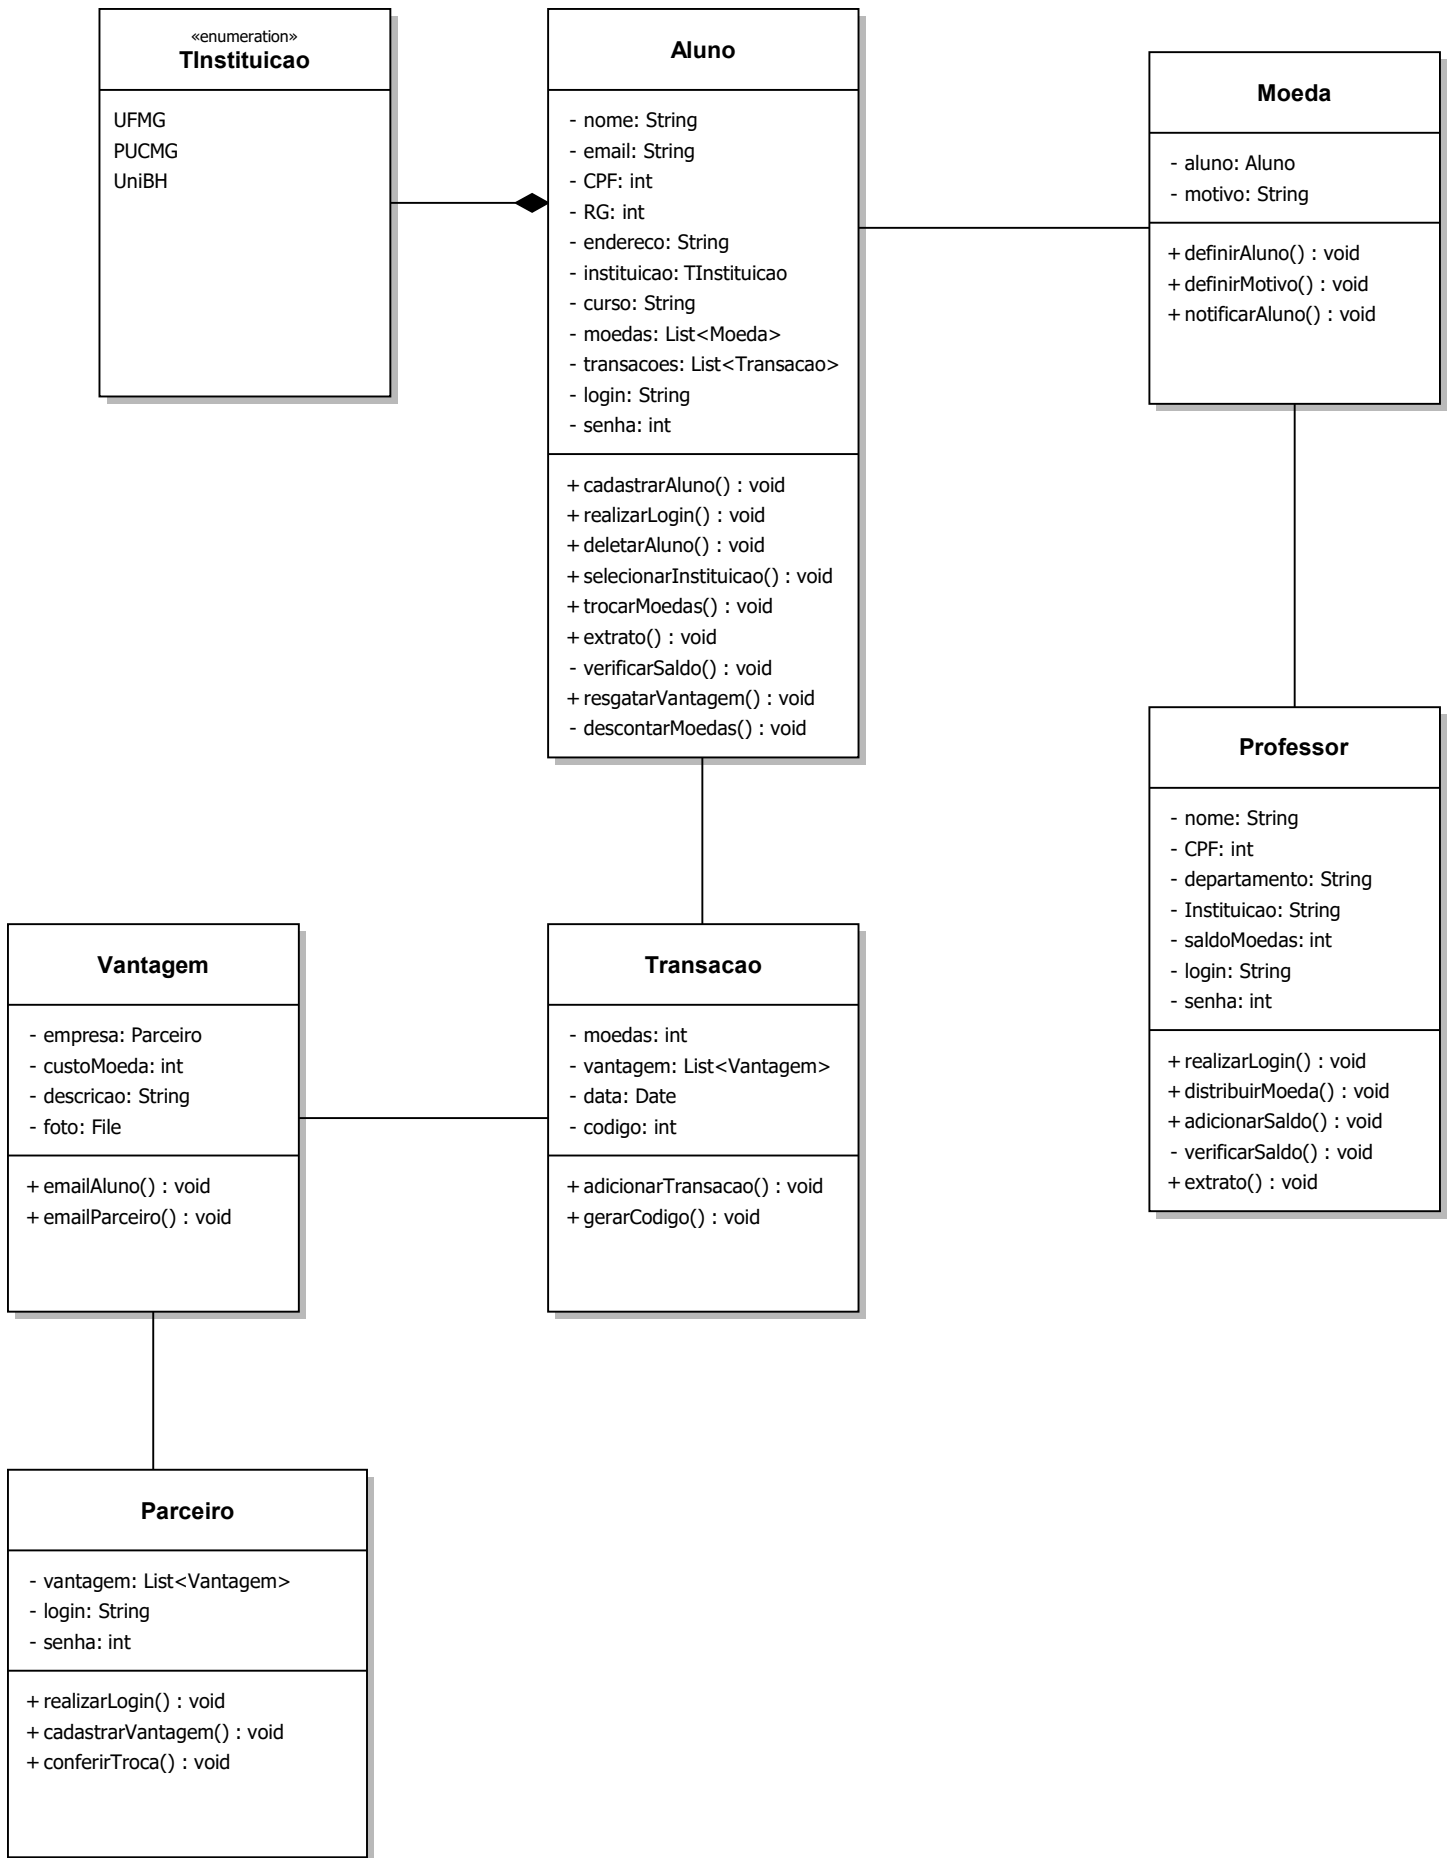 «enumeration»
TInstituicao
UFMG
PUCMG
UniBH
Aluno
- nome: String
- email: String
- CPF: int
- RG: int
- endereco: String
- instituicao: TInstituicao
- curso: String
- moedas: List<Moeda>
- transacoes: List<Transacao>
- login: String
- senha: int
+ cadastrarAluno() : void
+ realizarLogin() : void
+ deletarAluno() : void
+ selecionarInstituicao() : void
+ trocarMoedas() : void
+ extrato() : void
- verificarSaldo() : void
+ resgatarVantagem() : void
- descontarMoedas() : void
Moeda
- aluno: Aluno
- motivo: String
+ definirAluno() : void
+ definirMotivo() : void
+ notificarAluno() : void
Professor
- nome: String
- CPF: int
- departamento: String
- Instituicao: String
- saldoMoedas: int
- login: String
- senha: int
+ realizarLogin() : void
+ distribuirMoeda() : void
+ adicionarSaldo() : void
- verificarSaldo() : void
+ extrato() : void
Vantagem
- empresa: Parceiro
- custoMoeda: int
- descricao: String
- foto: File
+ emailAluno() : void
+ emailParceiro() : void
Transacao
- moedas: int
- vantagem: List<Vantagem>
- data: Date
- codigo: int
+ adicionarTransacao() : void
+ gerarCodigo() : void
Parceiro
- vantagem: List<Vantagem>
- login: String
- senha: int
+ realizarLogin() : void
+ cadastrarVantagem() : void
+ conferirTroca() : void